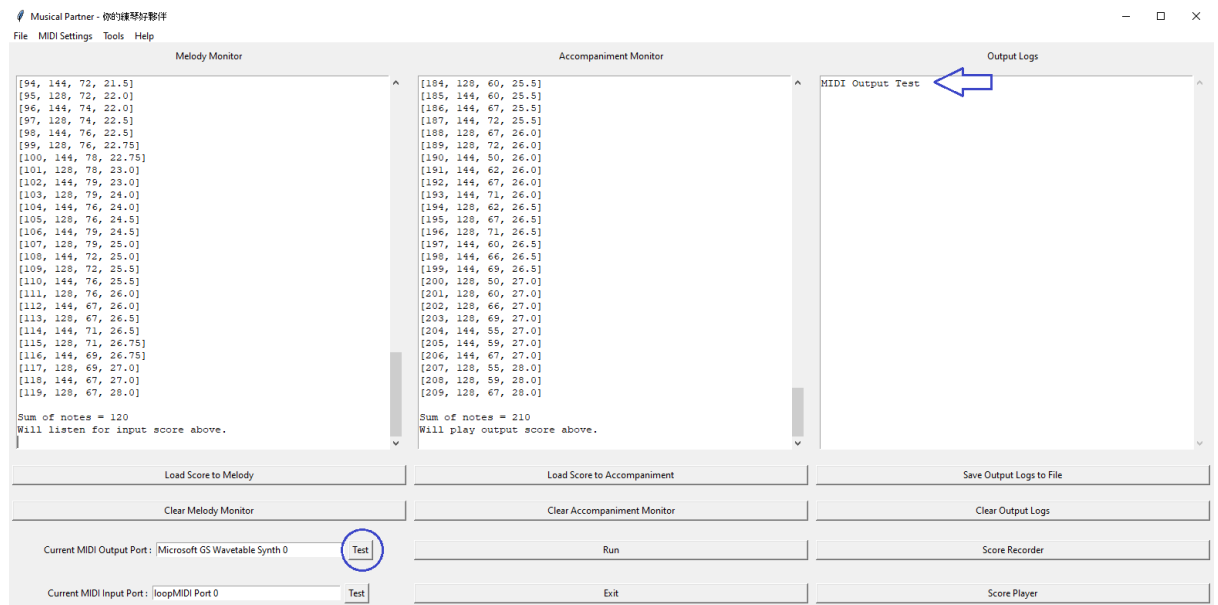 Musical Partner - 你的練琴好夥伴
File MIDI Settings Tools Help
Melody Monitor
[94, 144, 72, 21.5]
[95, 128, 72, 22.0]
[96, 144, 74, 22.0]
[97, 128, 74, 22.5]
[98, 144, 76, 22.5]
[99, 128, 76, 22.75]
[100, 144, 78, 22.75]
[101, 128, 78, 23.0]
[102, 144, 79, 23.0]
[103, 128, 79, 24.0]
[104, 144, 76, 24.0]
[105, 128, 76, 24.5]
[106, 144, 79, 24.5]
[107, 128, 79, 25.0]
[108, 144, 72, 25.0]
[109, 128, 72, 25.5]
[110, 144, 76, 25.5]
[111, 128, 76, 26.0]
[112, 144, 67, 26.0]
[113, 128, 67, 26.5]
[114, 144, 71, 26.5]
[115, 128, 71, 26.75]
[116, 144, 69, 26.75]
[117, 128, 69, 27.0]
[118, 144, 67, 27.0]
[119, 128, 67, 28.0]
Sum of notes = 120
Will listen for input score above.
Accompaniment Monitor
[184, 128, 60, 25.5]
[185, 144, 60, 25.5]
[186, 144, 67, 25.5]
[187, 144, 72, 25.5]
[188, 128, 67, 26.0]
[189, 128, 72, 26.0]
[190, 144, 50, 26.0]
[191, 144, 62, 26.0]
[192, 144, 67, 26.0]
[193, 144, 71, 26.0]
[194, 128, 62, 26.5]
[195, 128, 67, 26.5]
[196, 128, 71, 26.5]
[197, 144, 60, 26.5]
[198, 144, 66, 26.5]
[199, 144, 69, 26.5]
[200, 128, 50, 27.0]
[201, 128, 60, 27.0]
[202, 128, 66, 27.0]
[203, 128, 69, 27.0]
[204, 144, 55, 27.0]
[205, 144, 59, 27.0]
[206, 144, 67, 27.0]
[207, 128, 55, 28.0]
[208, 128, 59, 28.0]
[209, 128, 67, 28.0]
Sum of notes = 210
Will play output score above.
Output Logs
MIDI Output Test
Load Score to Melody
Load Score to Accompaniment
Save Output Logs to File
Clear Melody Monitor
Clear Accompaniment Monitor
Clear Output Logs
Current MIDI Output Port : Microsoft GS Wavetable Synth 0 Test
Run
Score Recorder
Current MIDI Input Port : loopMIDI Port 0 Test
Exit
Score Player